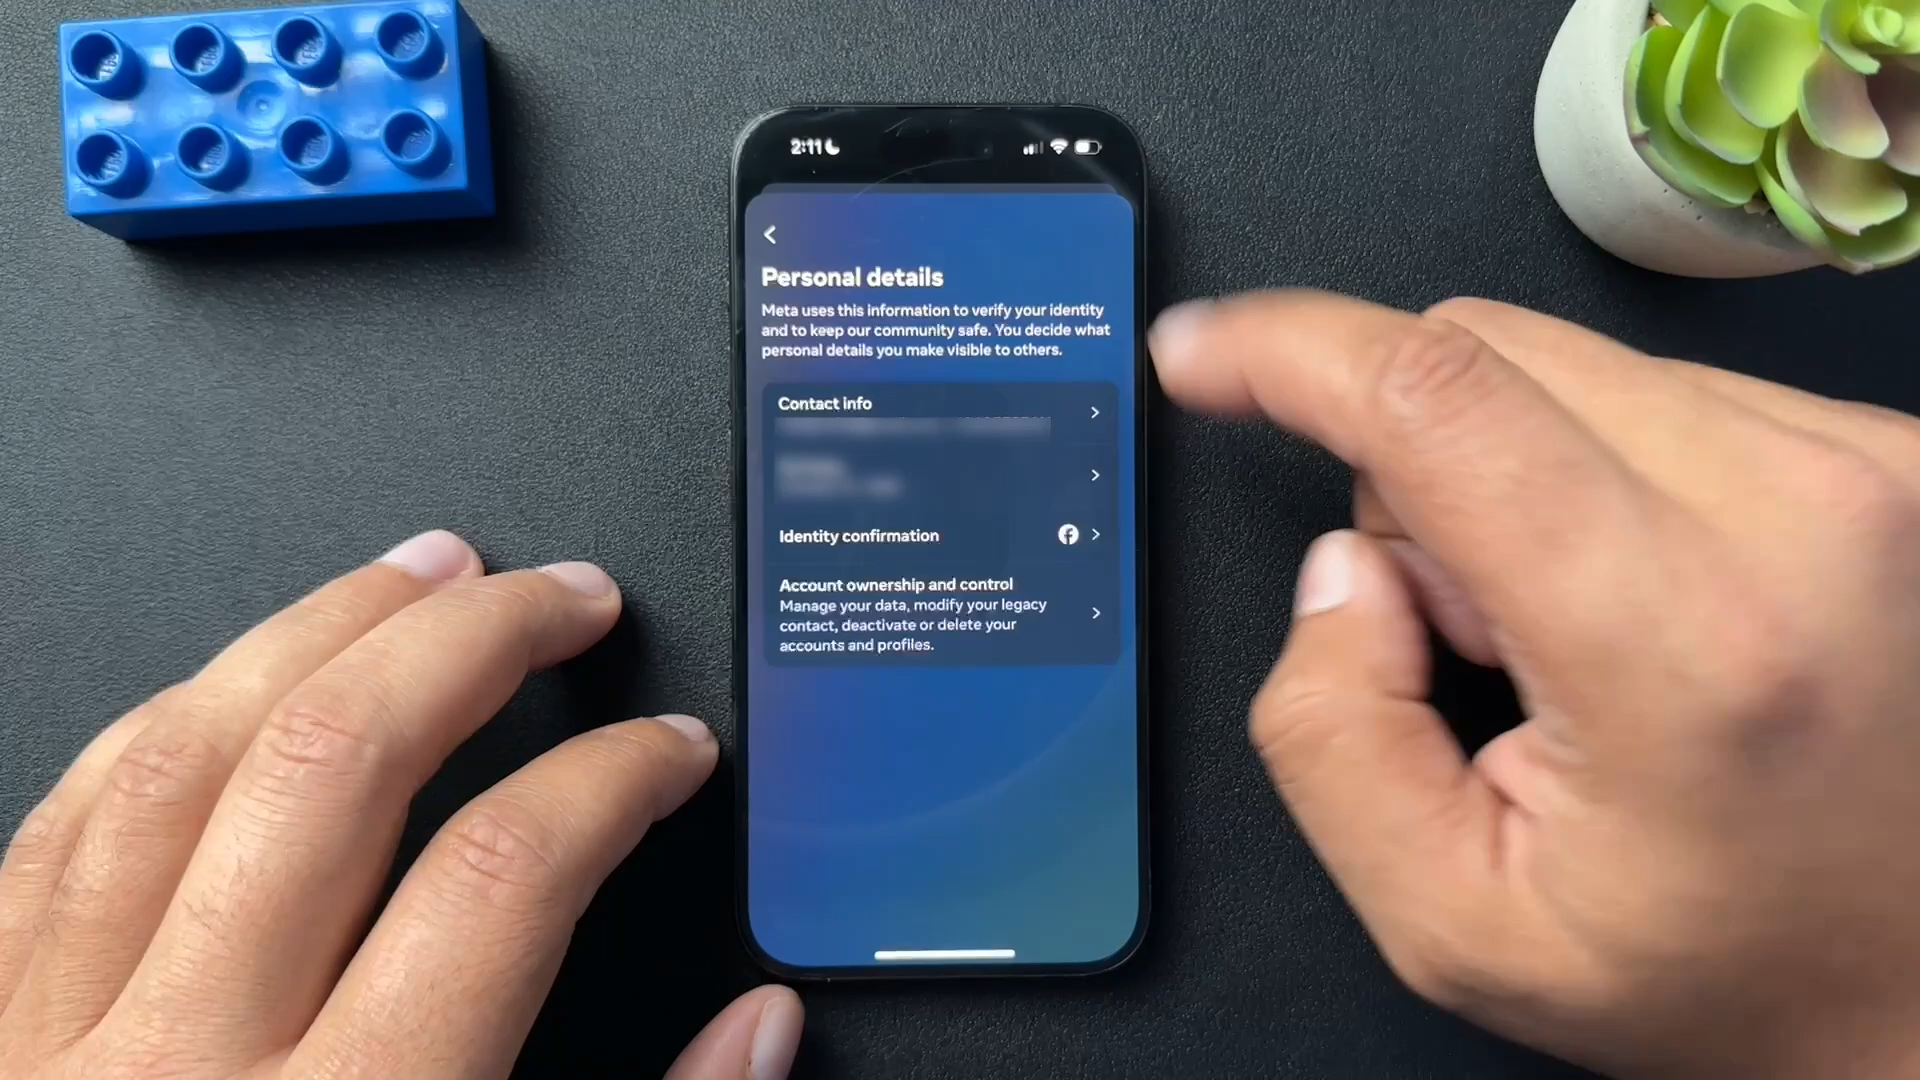 2:11
Personal details
Meta uses this information to verify your identity
and to keep our community safe. You decide what
personal details you make visible to others.
Contact info
Identity confirmation
Account ownership and control
Manage your data, modify your legacy
contact, deactivate or delete your
accounts and profiles.